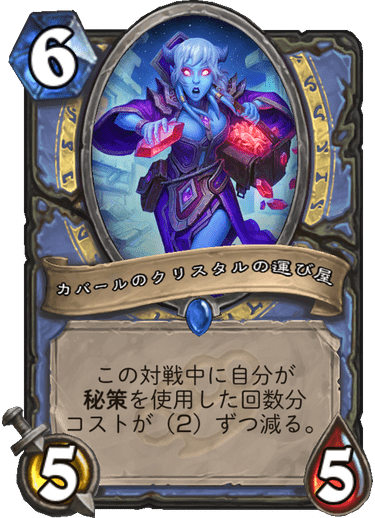 6
カバールのクリスタルの運び屋
この対戦中に自分が
秘策を使用した回数分
コストが（2）ずつ減る。
5
5